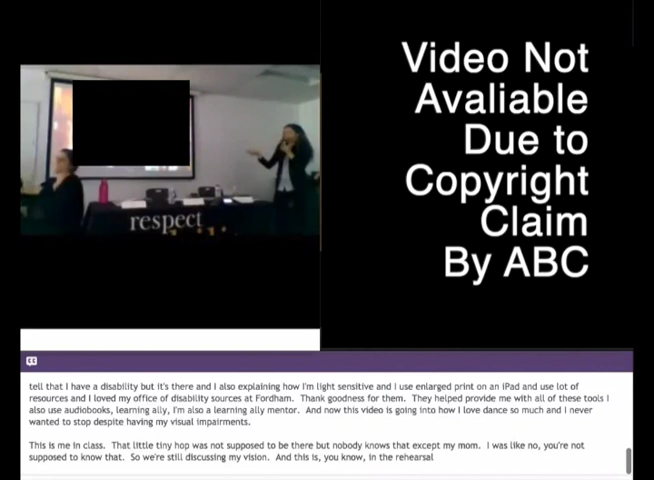 Video Not
Avaliable
Due to
Copyright
Claim
By ABC
respect
CC
tell that I have a disability but it's there and I also explaining how I'm light sensitive and I use enlarged print on an iPad and use lot of
resources and I loved my office of disability sources at Fordham. Thank goodness for them. They helped provide me with all of these tools I
also use audiobooks, learning ally, I'm also a learning ally mentor. And now this video is going into how I love dance so much and I never
wanted to stop despite having my visual impairments.
This is me in class. That little tiny hop was not supposed to be there but nobody knows that except my mom. I was like no, you're not
supposed to know that. So we're still discussing my vision. And this is, you know, in the rehearsal